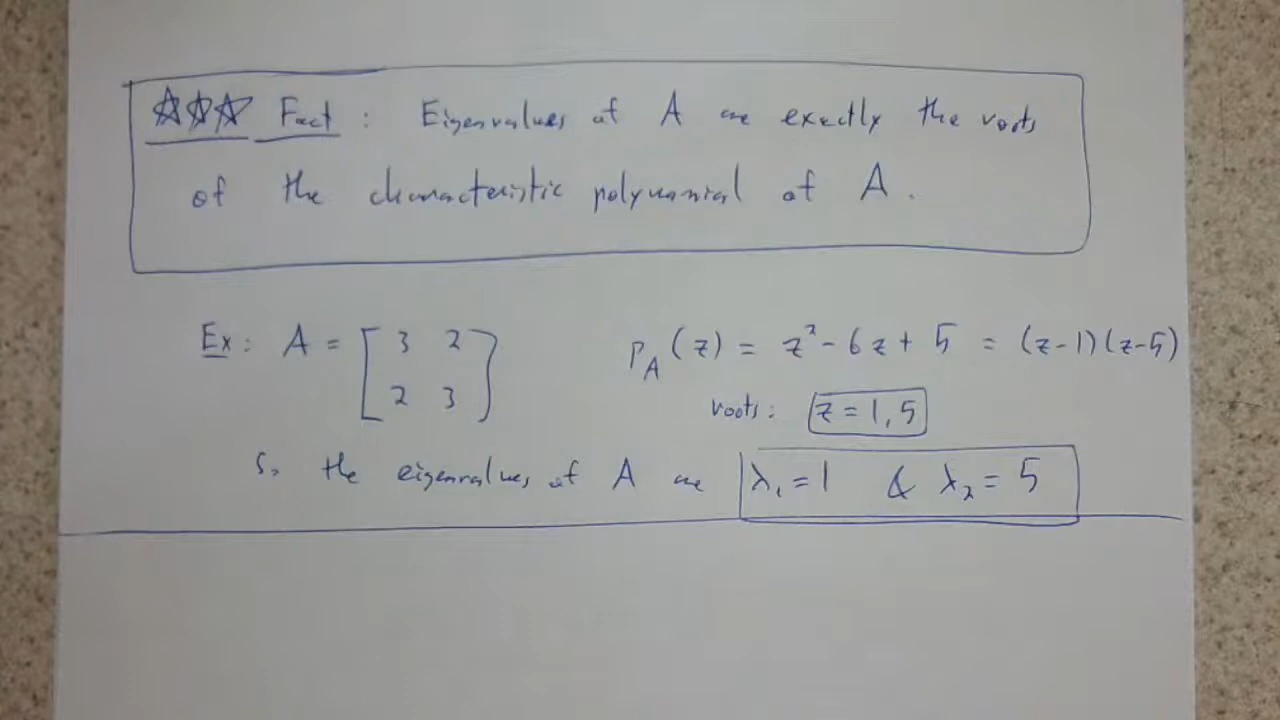 ☆☆☆ Fact : Eigenvalues of A are exactly the roots
of the characteristic polynomial of A .
Ex : A = [ 3 2 ; 2 3 ] p_A (z) = z² - 6z + 5 = (z-1)(z-5)
roots : z = 1, 5
So the eigenvalues of A are λ₁ = 1 & λ₂ = 5